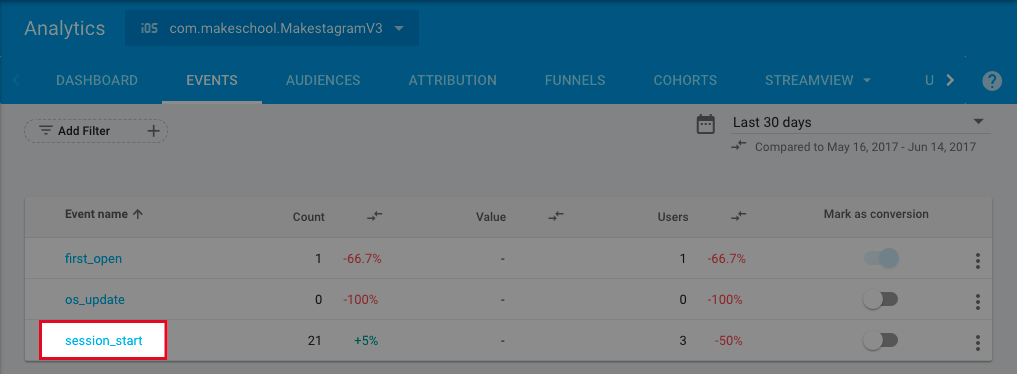 Analytics iOS com.makeschool.MakestagramV3
DASHBOARD EVENTS AUDIENCES ATTRIBUTION FUNNELS COHORTS STREAMVIEW U ?
Add Filter +
Last 30 days
Compared to May 16, 2017 - Jun 14, 2017
Event name Count Value Users Mark as conversion
first_open 1 -66.7% - 1 -66.7%
os_update 0 -100% - 0 -100%
session_start 21 +5% - 3 -50%